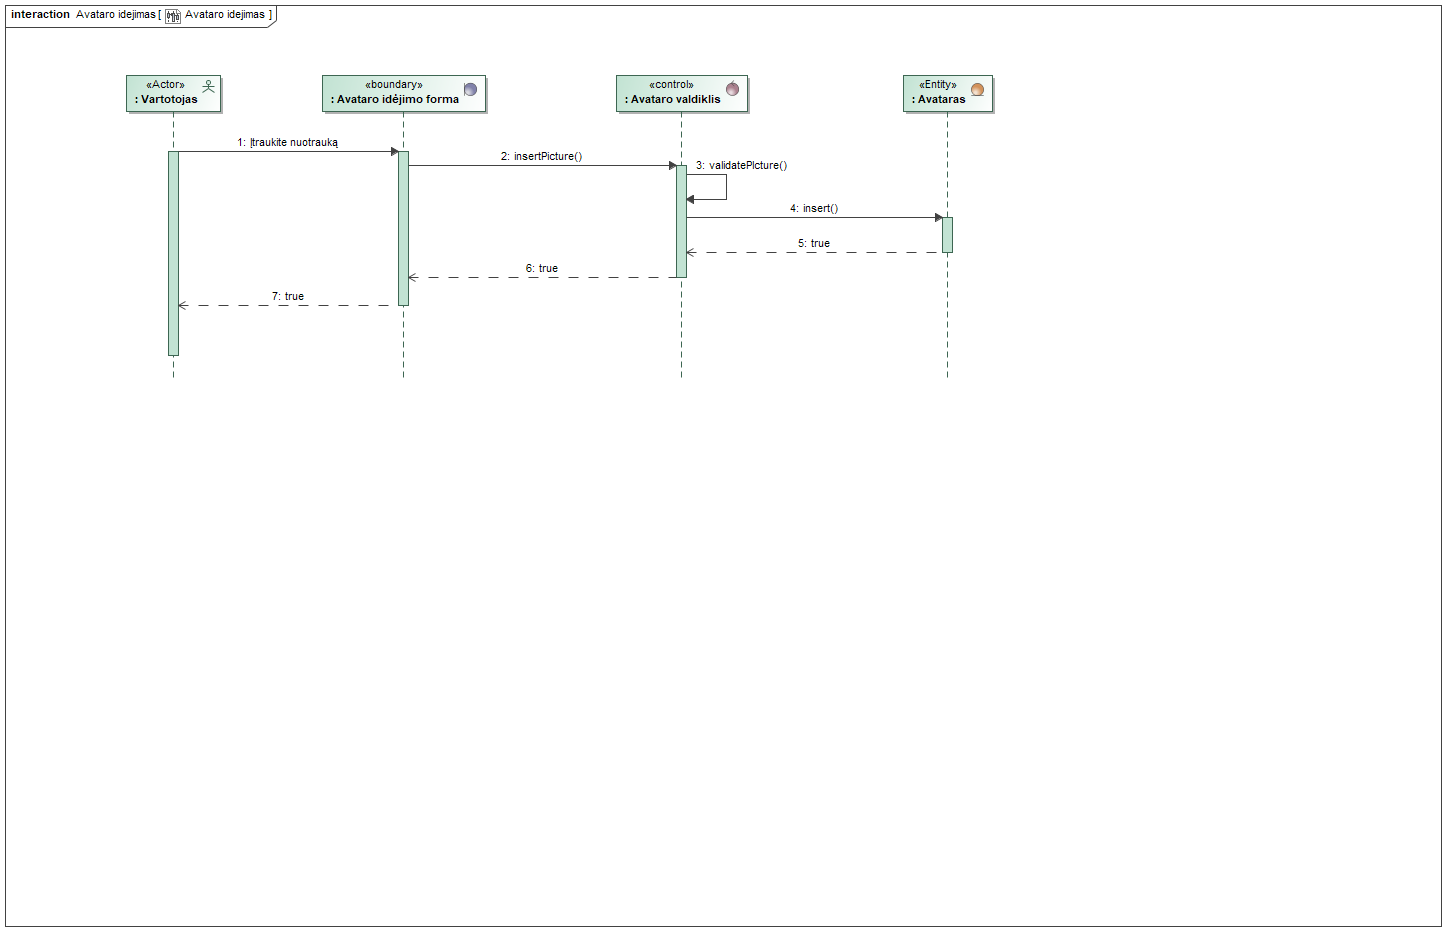 interaction Avataro idejimas [ Avataro idejimas ]
«Actor»
: Vartotojas
«boundary»
: Avataro idėjimo forma
«control»
: Avataro valdiklis
«Entity»
: Avataras
1: Įtraukite nuotrauką
2: insertPicture()
3: validatePIcture()
4: insert()
5: true
6: true
7: true